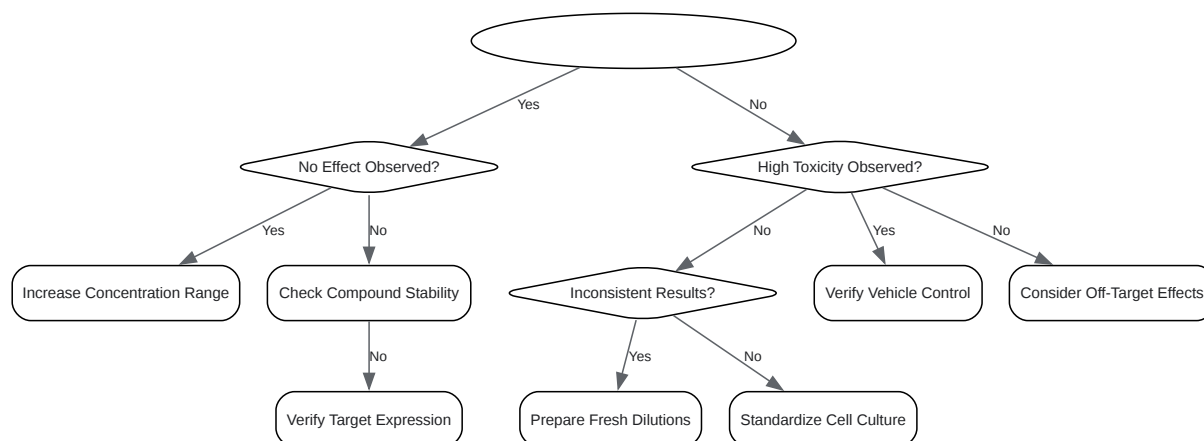 Yes
No
No Effect Observed?
High Toxicity Observed?
Yes
No
No
Yes
No
Increase Concentration Range
Check Compound Stability
Inconsistent Results?
Verify Vehicle Control
Consider Off-Target Effects
No
Yes
No
Verify Target Expression
Prepare Fresh Dilutions
Standardize Cell Culture